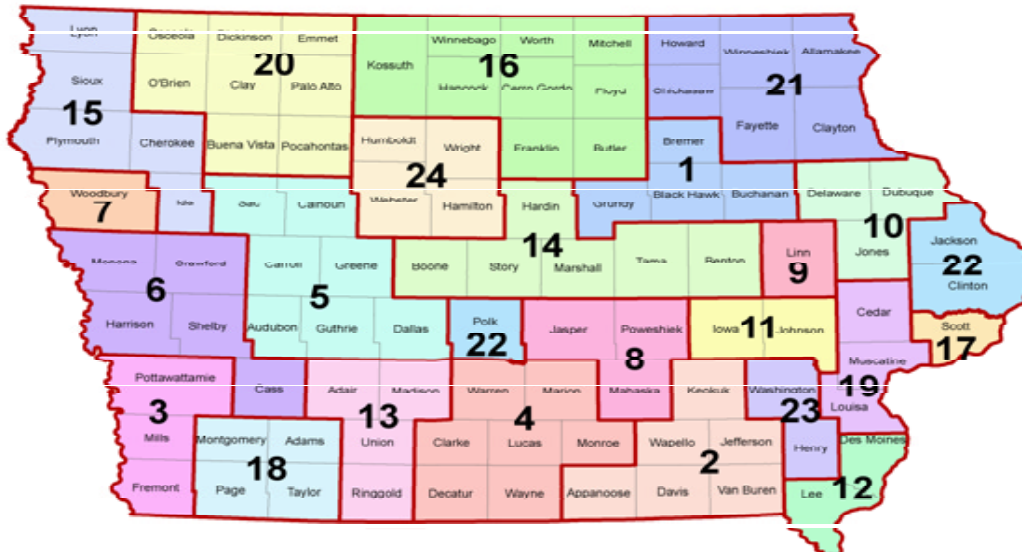 Lyon Osceola Dickinson Emmet Winnebago Worth Mitchell Howard Winneshiek Allamakee
20 16 21
Sioux O'Brien Clay Palo Alto Kossuth Hancock Cerro Gordo Floyd Chickasaw
15
Plymouth Cherokee Buena Vista Pocahontas Humboldt Wright Franklin Butler Bremer Fayette Clayton
24 1
Woodbury Ida Sac Calhoun Webster Hamilton Hardin Grundy Black Hawk Buchanan Delaware Dubuque
7 14 10
Monona Crawford Carroll Greene Boone Story Marshall Tama Benton Linn Jones Jackson
6 5 9 22
Clinton
Harrison Shelby Audubon Guthrie Dallas Polk Jasper Poweshiek Iowa Johnson Cedar Scott
22 8 11 17
Pottawattamie Cass Adair Madison Warren Marion Mahaska Keokuk Washington Muscatine
3 13 4 23 19
Louisa
Mills Montgomery Adams Union Clarke Lucas Monroe Wapello Jefferson Henry Des Moines
18 2 12
Fremont Page Taylor Ringgold Decatur Wayne Appanoose Davis Van Buren Lee